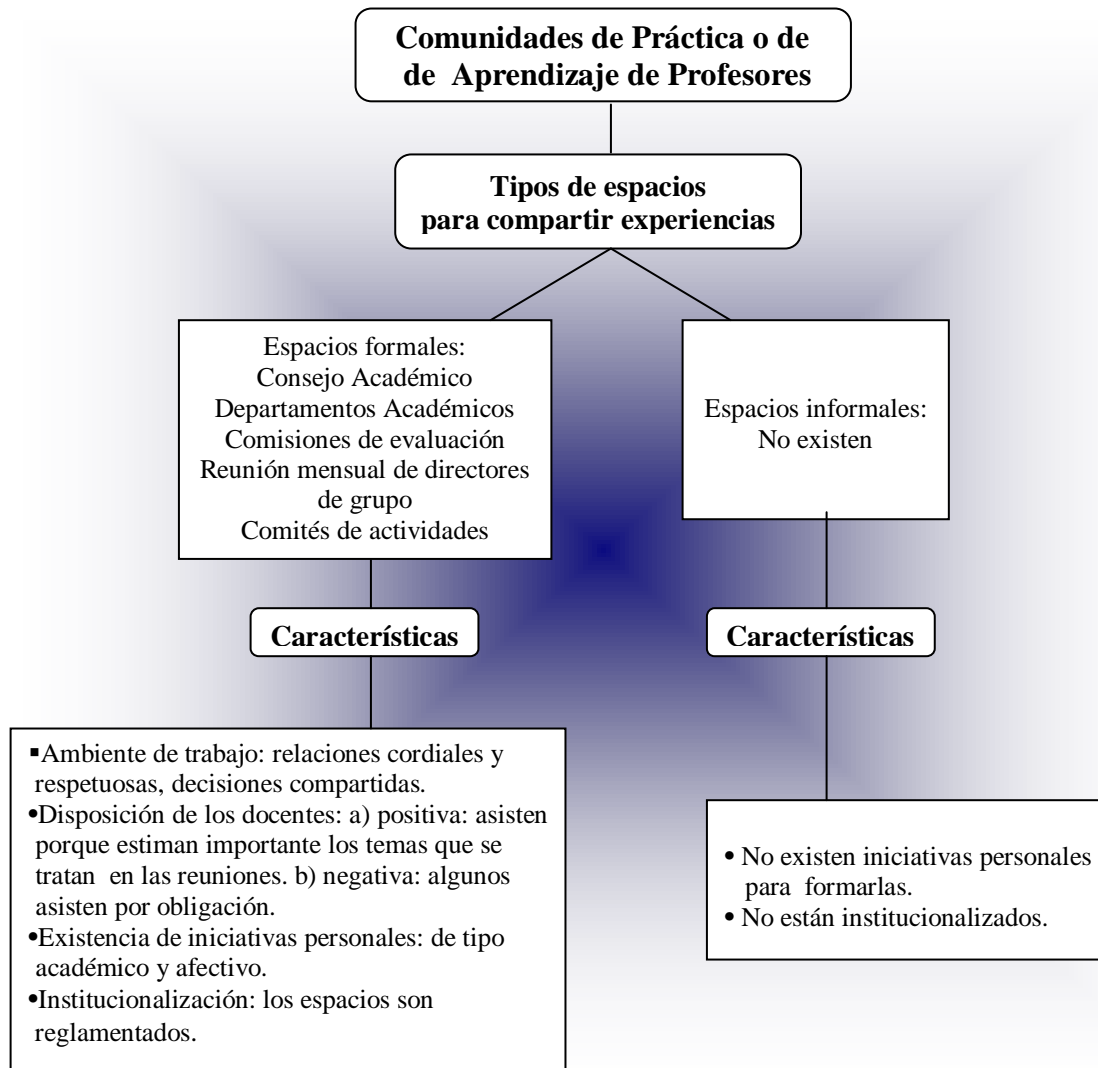 Comunidades de Práctica o de
de Aprendizaje de Profesores
Tipos de espacios
para compartir experiencias
Espacios formales:
Consejo Académico
Departamentos Académicos
Comisiones de evaluación
Reunión mensual de directores
de grupo
Comités de actividades
Espacios informales:
No existen
Características
Características
▪Ambiente de trabajo: relaciones cordiales y
respetuosas, decisiones compartidas.
•Disposición de los docentes: a) positiva: asisten
porque estiman importante los temas que se
tratan en las reuniones. b) negativa: algunos
asisten por obligación.
•Existencia de iniciativas personales: de tipo
académico y afectivo.
•Institucionalización: los espacios son
reglamentados.
• No existen iniciativas personales
para formarlas.
• No están institucionalizados.